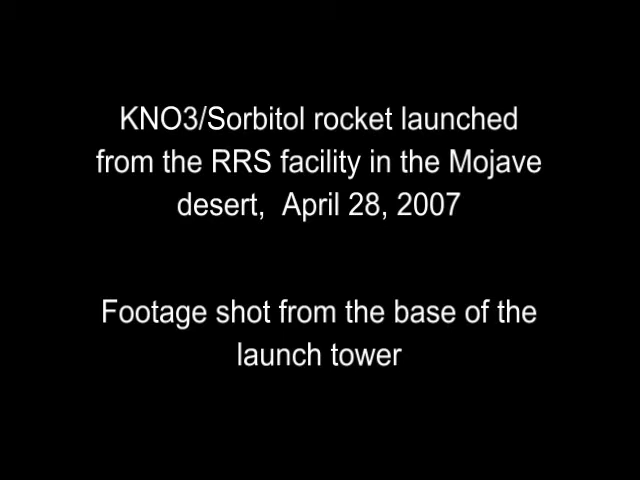 KNO3/Sorbitol rocket launched
from the RRS facility in the Mojave
desert,  April 28, 2007
Footage shot from the base of the
launch tower